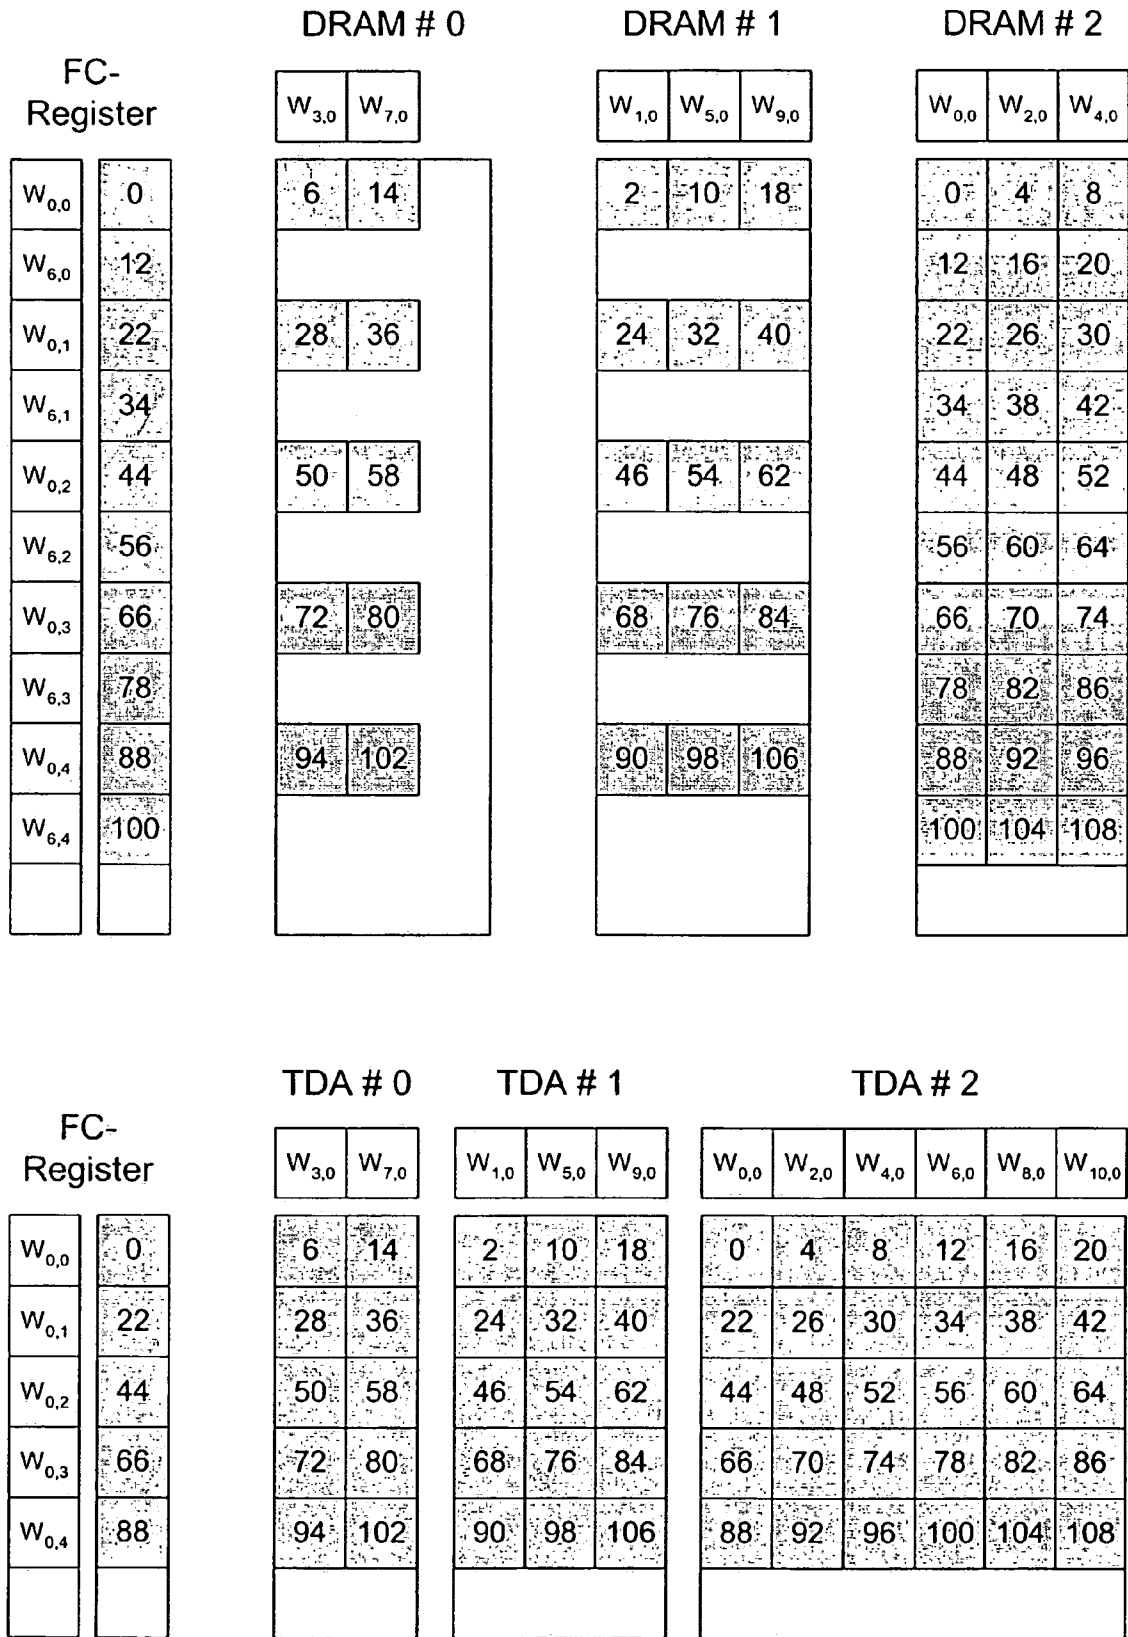 DRAM # 0 DRAM # 1 DRAM # 2
FC-
Register
W3,0 W7,0 W1,0 W5,0 W9,0 W0,0 W2,0 W4,0
W0,0 0 6 14 2 10 18 0 4 8
W6,0 12 12 16 20
W0,1 22 28 36 24 32 40 22 26 30
W6,1 34 34 38 42
W0,2 44 50 58 46 54 62 44 48 52
W6,2 56 56 60 64
W0,3 66 72 80 68 76 84 66 70 74
W6,3 78 78 82 86
W0,4 88 94 102 90 98 106 88 92 96
W6,4 100 100 104 108
TDA # 0 TDA # 1 TDA # 2
FC-
Register
W3,0 W7,0 W1,0 W5,0 W9,0 W0,0 W2,0 W4,0 W6,0 W8,0 W10,0
W0,0 0 6 14 2 10 18 0 4 8 12 16 20
W0,1 22 28 36 24 32 40 22 26 30 34 38 42
W0,2 44 50 58 46 54 62 44 48 52 56 60 64
W0,3 66 72 80 68 76 84 66 70 74 78 82 86
W0,4 88 94 102 90 98 106 88 92 96 100 104 108